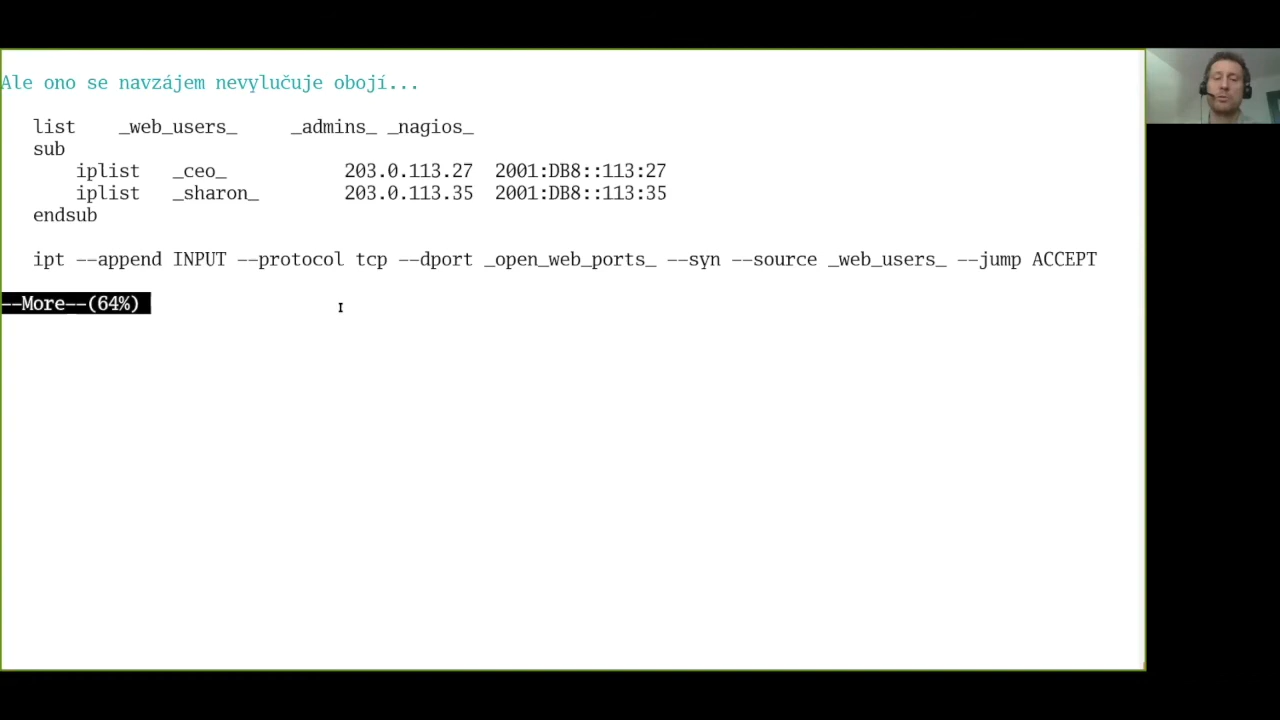 Ale ono se navzájem nevylučuje obojí...
list _web_users_ _admins_ _nagios_
sub
iplist _ceo_ 203.0.113.27 2001:DB8::113:27
iplist _sharon_ 203.0.113.35 2001:DB8::113:35
endsub
ipt --append INPUT --protocol tcp --dport _open_web_ports_ --syn --source _web_users_ --jump ACCEPT
--More--(64%)